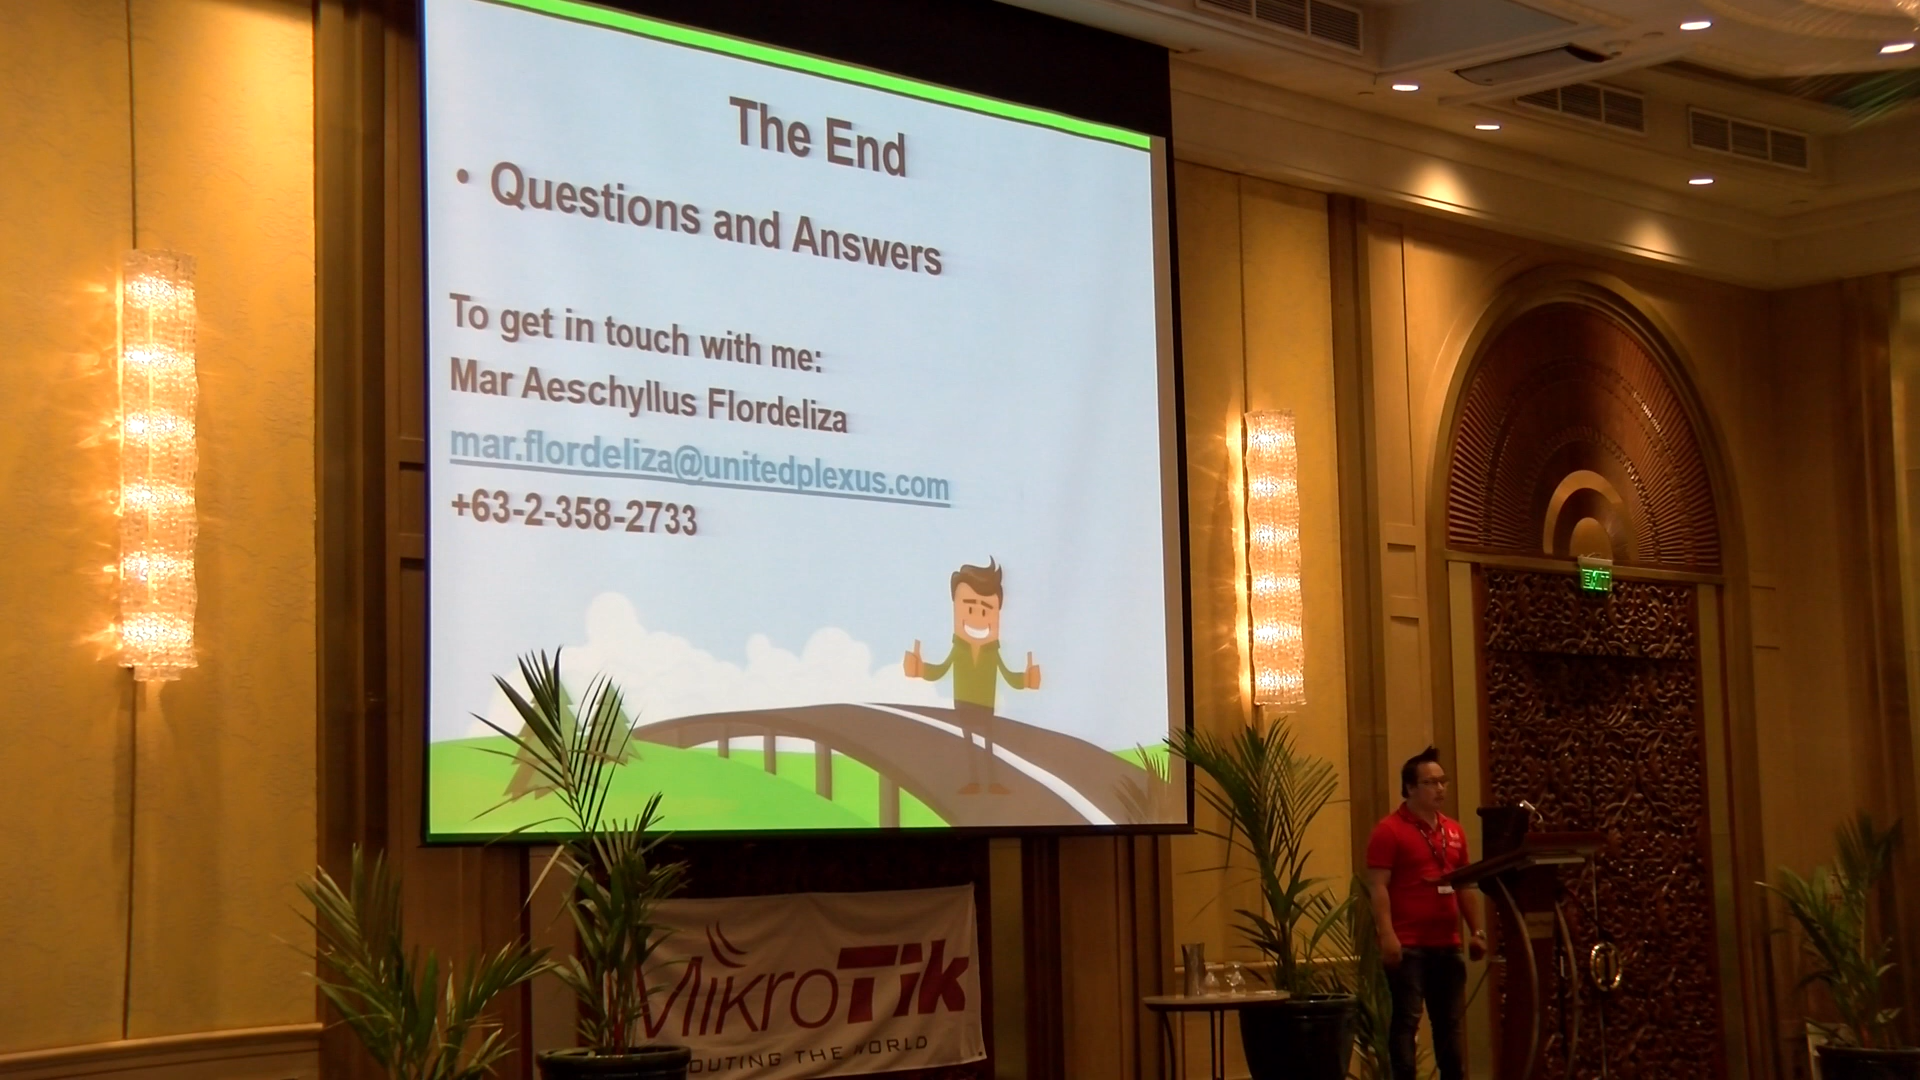 The End
• Questions and Answers
To get in touch with me:
Mar Aeschyllus Flordeliza
mar.flordeliza@unitedplexus.com
+63-2-358-2733
EXIT
MikroTik
OUTING THE WORLD